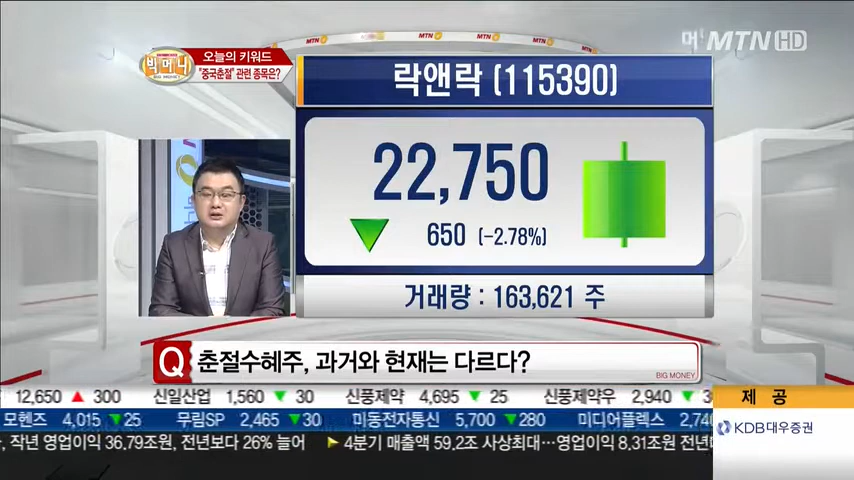 빅머니
BIG MONEY
오늘의 키워드
"중국춘절" 관련 종목은?
MTN
MTN
MTN
머니 MTN HD
락앤락 (115390)
22,750
▼ 650 (-2.78%)
거래량 : 163,621 주
Q 춘절수혜주, 과거와 현재는 다르다?
BIG MONEY
12,650 ▲ 300 신일산업 1,560 ▼ 30 신풍제약 4,695 ▼ 25 신풍제약우 2,940 ▼
모헨즈 4,015 ▼25 무림SP 2,465 ▼30 미동전자통신 5,700 ▼280 미디어플렉스
작년 영업이익 36.79조원, 전년보다 26% 늘어 ▶ 4분기 매출액 59.2조 사상최대…영업이익 8.31조원
제 공
KDB대우증권